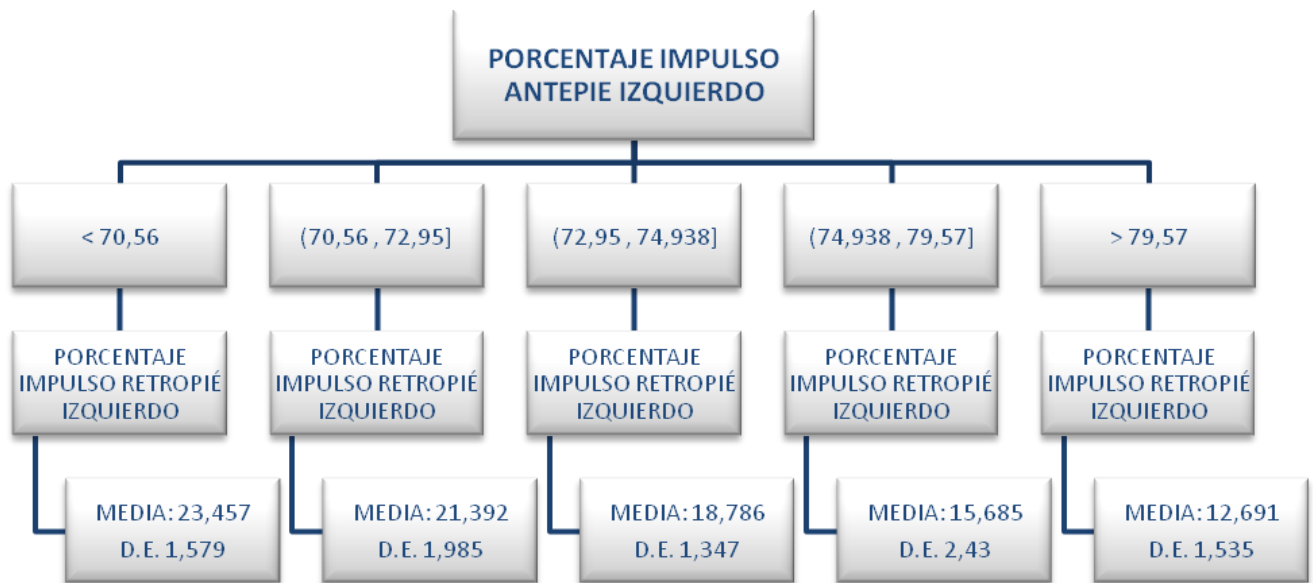 PORCENTAJE IMPULSO
ANTEPIE IZQUIERDO
< 70,56
(70,56 , 72,95]
(72,95 , 74,938]
(74,938 , 79,57]
> 79,57
PORCENTAJE
IMPULSO RETROPIÉ
IZQUIERDO
PORCENTAJE
IMPULSO RETROPIÉ
IZQUIERDO
PORCENTAJE
IMPULSO RETROPIÉ
IZQUIERDO
PORCENTAJE
IMPULSO RETROPIÉ
IZQUIERDO
PORCENTAJE
IMPULSO RETROPIÉ
IZQUIERDO
MEDIA: 23,457
D.E. 1,579
MEDIA: 21,392
D.E. 1,985
MEDIA: 18,786
D.E. 1,347
MEDIA: 15,685
D.E. 2,43
MEDIA: 12,691
D.E. 1,535